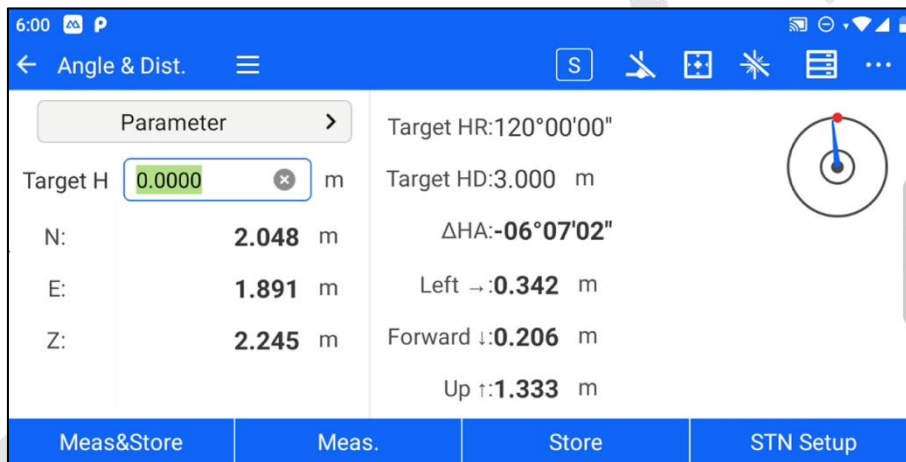 6:00
← Angle & Dist.
S
Parameter >
Target H 0.0000 m
N: 2.048 m
E: 1.891 m
Z: 2.245 m
Target HR:120°00'00"
Target HD:3.000 m
ΔHA:-06°07'02"
Left →:0.342 m
Forward ↓:0.206 m
Up ↑:1.333 m
Meas&Store
Meas.
Store
STN Setup